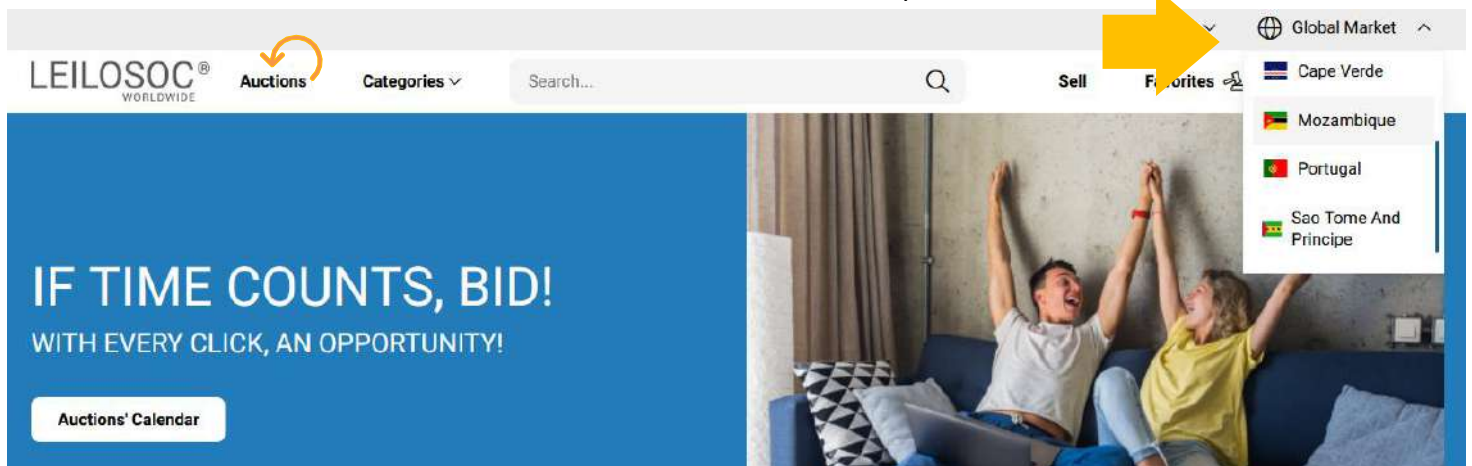 Global Market
LEILOSOC®
WORLDWIDE
Auctions
Categories
Search...
Sell
Favorites
Cape Verde
Mozambique
Portugal
Sao Tome And
Principe
IF TIME COUNTS, BID!
WITH EVERY CLICK, AN OPPORTUNITY!
Auctions' Calendar